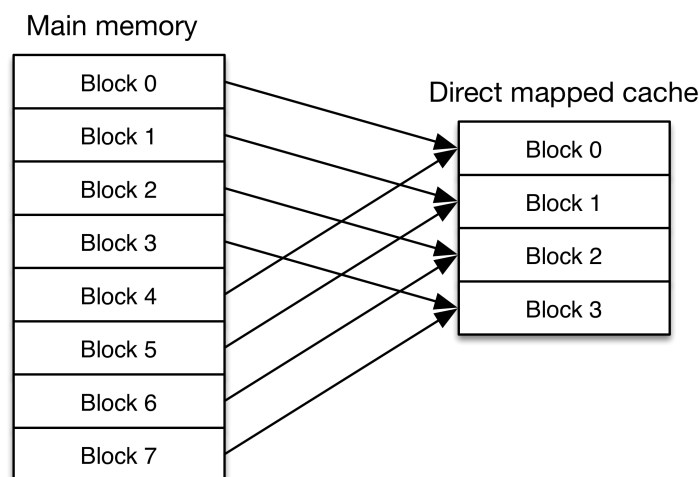 Main memory
Block 0
Block 1
Block 2
Block 3
Block 4
Block 5
Block 6
Block 7
Direct mapped cache
Block 0
Block 1
Block 2
Block 3